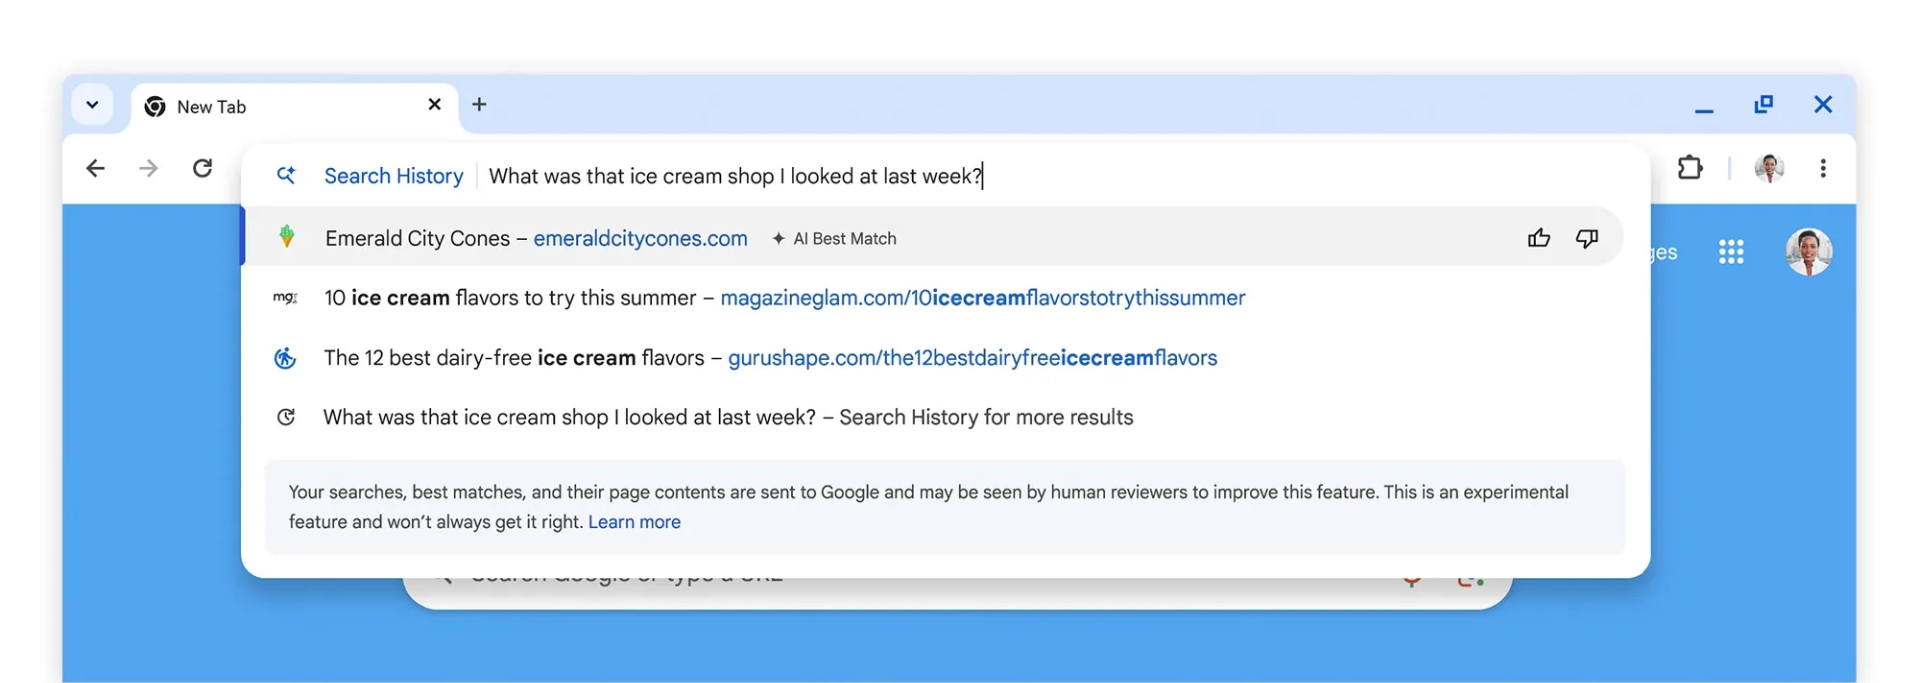 New Tab
Search History What was that ice cream shop I looked at last week?
Emerald City Cones – emeraldcitycones.com AI Best Match
10 ice cream flavors to try this summer – magazineglam.com/10icecreamflavorstotrythissummer
The 12 best dairy-free ice cream flavors – gurushape.com/the12bestdairyfreeicecreamflavors
What was that ice cream shop I looked at last week? – Search History for more results
Your searches, best matches, and their page contents are sent to Google and may be seen by human reviewers to improve this feature. This is an experimental
feature and won't always get it right. Learn more